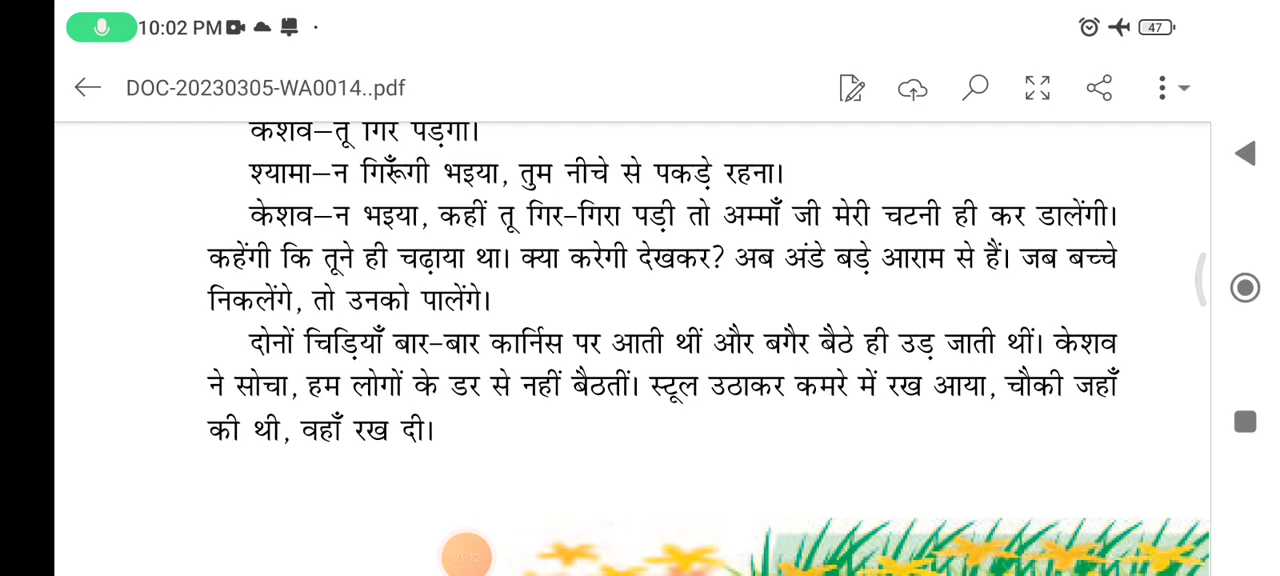 10:02 PM
47
DOC-20230305-WA0014..pdf
केशव–तू गिर पड़ेगी।
श्यामा–न गिरूँगी भइया, तुम नीचे से पकड़े रहना।
केशव–न भइया, कहीं तू गिर-गिरा पड़ी तो अम्माँ जी मेरी चटनी ही कर डालेंगी।
कहेंगी कि तूने ही चढ़ाया था। क्या करेगी देखकर? अब अंडे बड़े आराम से हैं। जब बच्चे
निकलेंगे, तो उनको पालेंगे।
दोनों चिड़ियाँ बार-बार कार्निस पर आती थीं और बगैर बैठे ही उड़ जाती थीं। केशव
ने सोचा, हम लोगों के डर से नहीं बैठतीं। स्टूल उठाकर कमरे में रख आया, चौकी जहाँ
की थी, वहाँ रख दी।